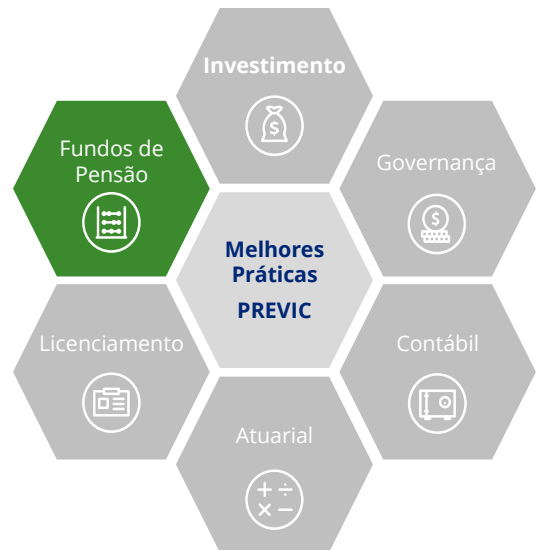 Investimento
Fundos de
Pensão
Governança
Melhores
Práticas
PREVIC
Licenciamento
Contábil
Atuarial